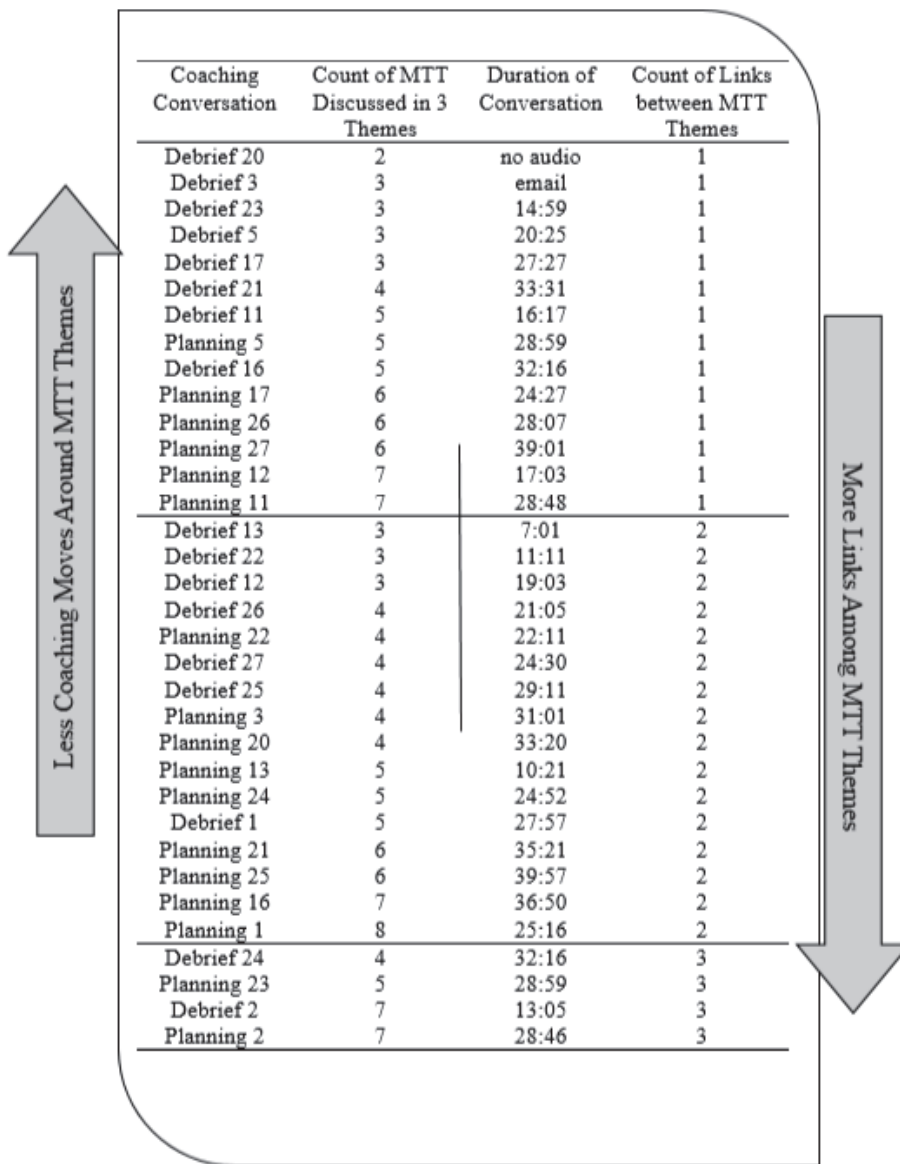 Coaching Conversation Count of MTT Discussed in 3 Themes Duration of Conversation Count of Links between MTT Themes
Debrief 20 2 no audio 1
Debrief 3 3 email 1
Debrief 23 3 14:59 1
Debrief 5 3 20:25 1
Debrief 17 3 27:27 1
Debrief 21 4 33:31 1
Debrief 11 5 16:17 1
Planning 5 5 28:59 1
Debrief 16 5 32:16 1
Planning 17 6 24:27 1
Planning 26 6 28:07 1
Planning 27 6 39:01 1
Planning 12 7 17:03 1
Planning 11 7 28:48 1
Debrief 13 3 7:01 2
Debrief 22 3 11:11 2
Debrief 12 3 19:03 2
Debrief 26 4 21:05 2
Planning 22 4 22:11 2
Debrief 27 4 24:30 2
Debrief 25 4 29:11 2
Planning 3 4 31:01 2
Planning 20 4 33:20 2
Planning 13 5 10:21 2
Planning 24 5 24:52 2
Debrief 1 5 27:57 2
Planning 21 6 35:21 2
Planning 25 6 39:57 2
Planning 16 7 36:50 2
Planning 1 8 25:16 2
Debrief 24 4 32:16 3
Planning 23 5 28:59 3
Debrief 2 7 13:05 3
Planning 2 7 28:46 3
Less Coaching Moves Around MTT Themes
More Links Among MTT Themes